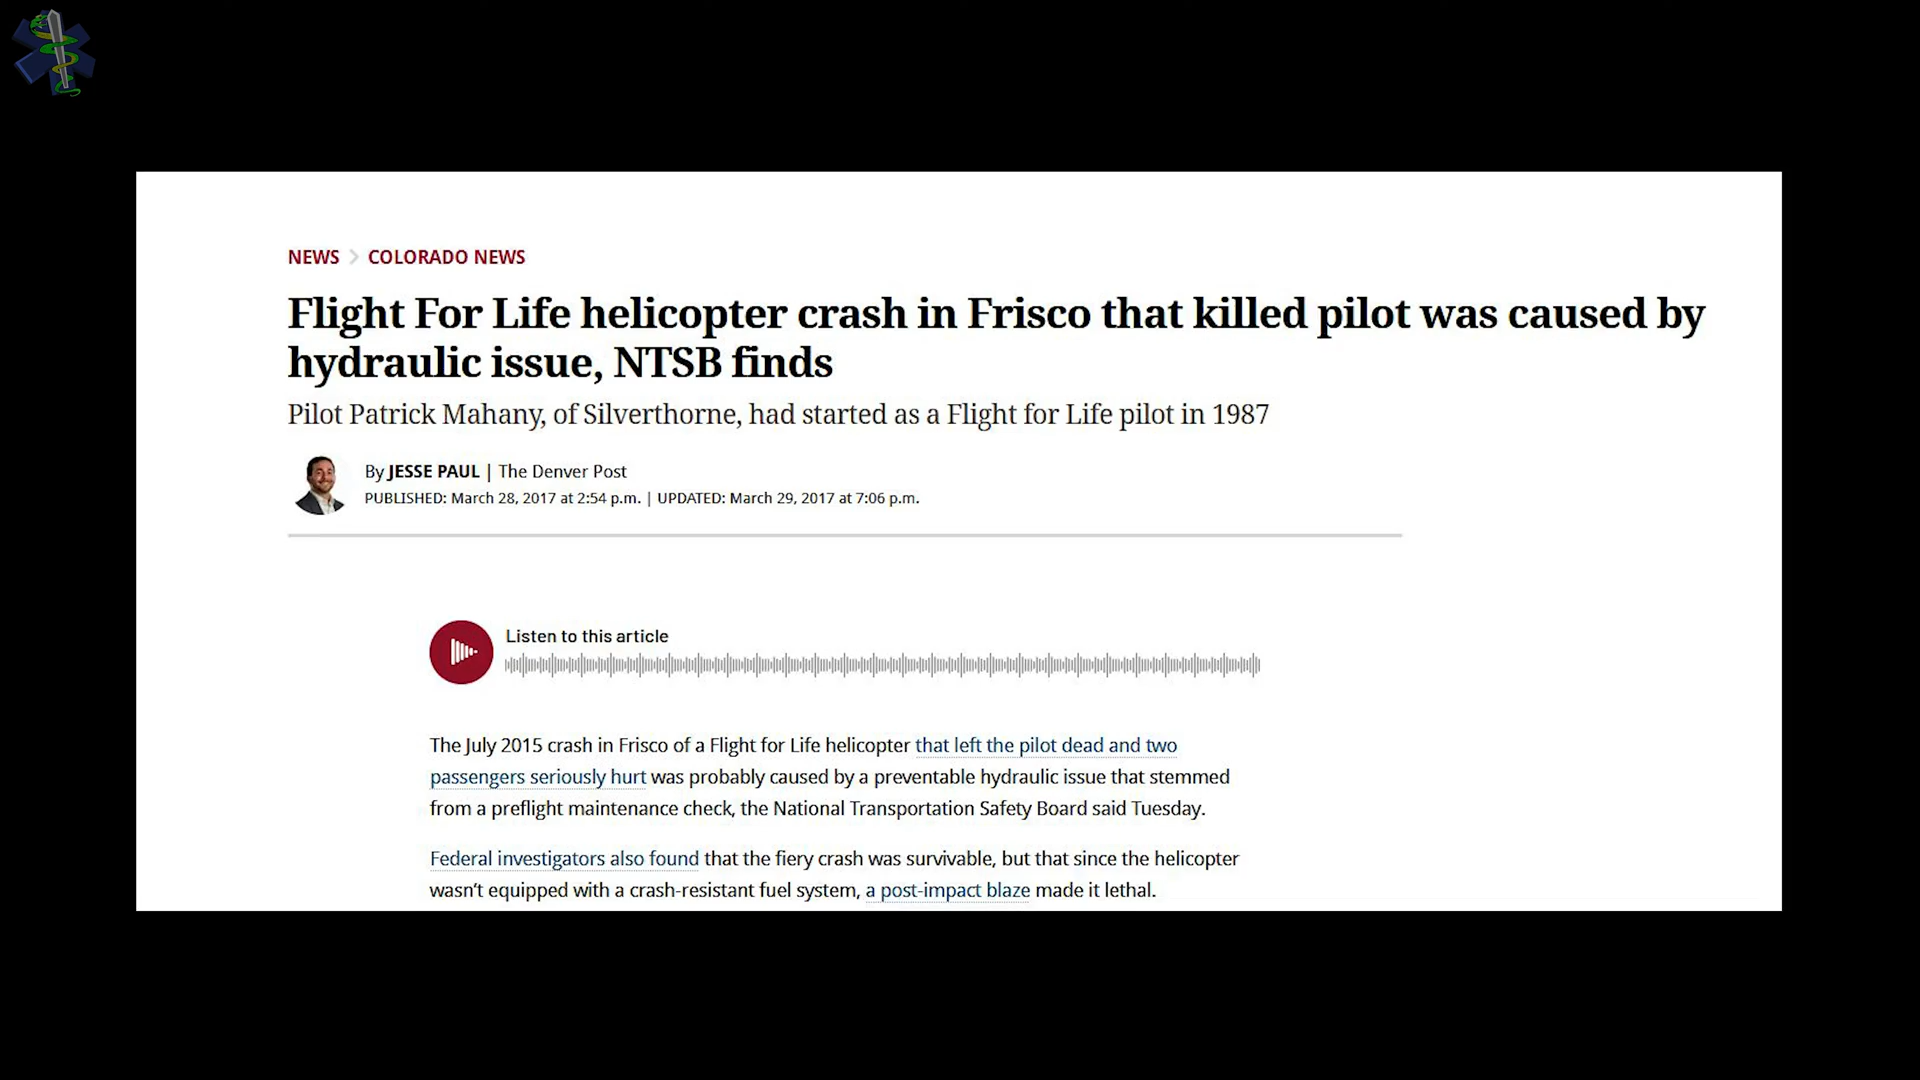 NEWS > COLORADO NEWS
Flight For Life helicopter crash in Frisco that killed pilot was caused by
hydraulic issue, NTSB finds
Pilot Patrick Mahany, of Silverthorne, had started as a Flight for Life pilot in 1987
By JESSE PAUL | The Denver Post
PUBLISHED: March 28, 2017 at 2:54 p.m. | UPDATED: March 29, 2017 at 7:06 p.m.
Listen to this article
The July 2015 crash in Frisco of a Flight for Life helicopter that left the pilot dead and two
passengers seriously hurt was probably caused by a preventable hydraulic issue that stemmed
from a preflight maintenance check, the National Transportation Safety Board said Tuesday.
Federal investigators also found that the fiery crash was survivable, but that since the helicopter
wasn't equipped with a crash-resistant fuel system, a post-impact blaze made it lethal.